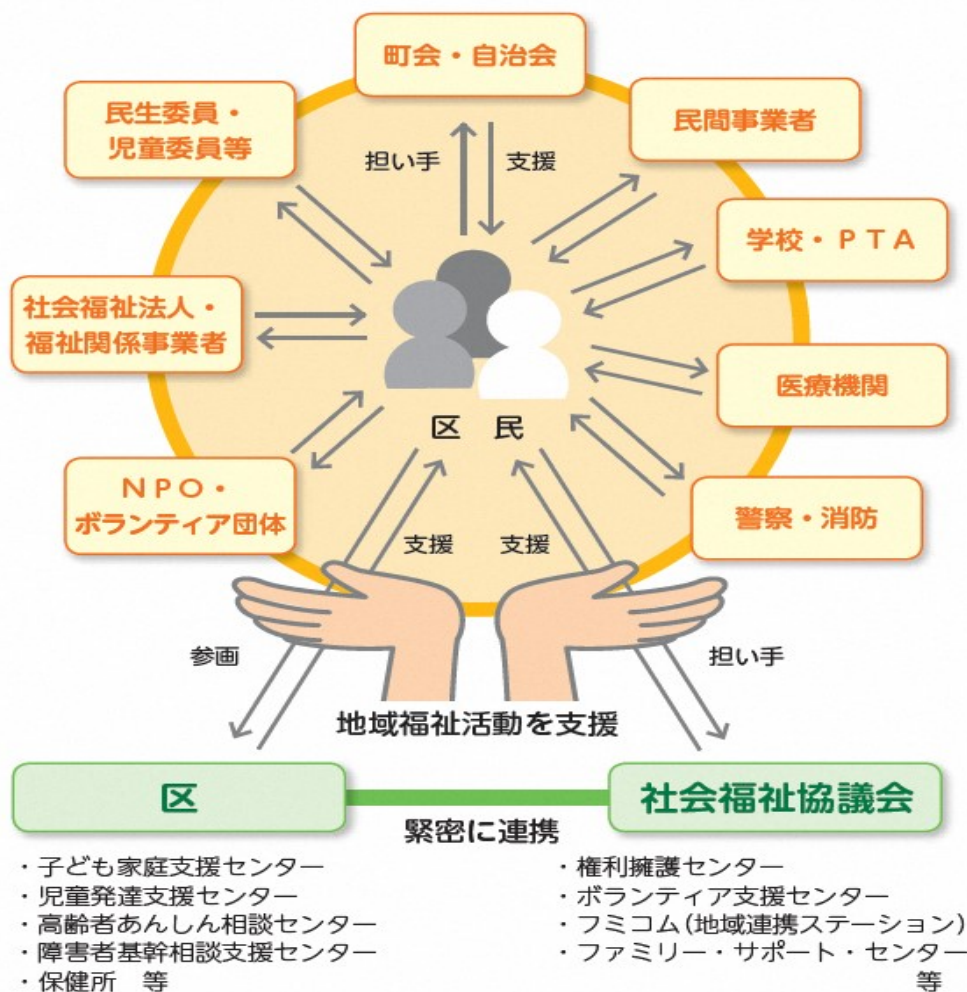 町会・自治会
民生委員・
児童委員等
民間事業者
担い手
支援
学校・ＰＴＡ
社会福祉法人・
福祉関係事業者
医療機関
区 民
ＮＰＯ・
ボランティア団体
警察・消防
支援
支援
参画
担い手
地域福祉活動を支援
区
社会福祉協議会
緊密に連携
・子ども家庭支援センター
・児童発達支援センター
・高齢者あんしん相談センター
・障害者基幹相談支援センター
・保健所 等
・権利擁護センター
・ボランティア支援センター
・フミコム(地域連携ステーション)
・ファミリー・サポート・センター
等